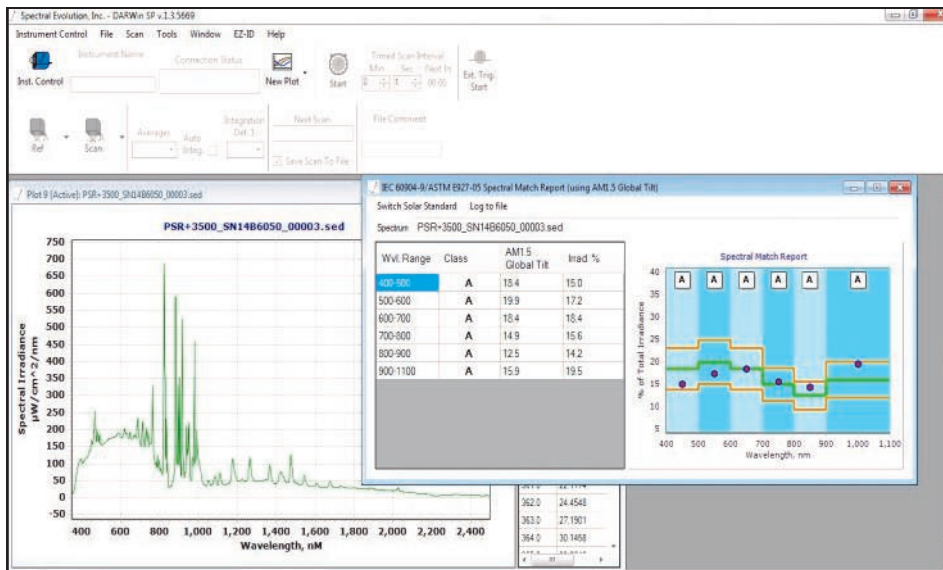 Spectral Evolution, Inc. - DARWin SP v.1.3.5669
Instrument Control File Scan Tools Window EZ-ID Help
Instrument Name
Connection Status
Timed Scan Interval
Min Sec Next In
00:00
Inst. Control
New Plot
Start
Ext. Trig.
Start
Averages
Auto
Integ.
Integration
Det. 1
Next Scan
File Comment
Ref
Scan
Save Scan To File
Plot 9 (Active): PSR+3500_SN14B6050_00003.sed
PSR+3500_SN14B6050_00003.sed
750
700
650
600
550
500
450
400
350
300
250
200
150
100
50
0
-50
Spectral Irradiance
µW/cm^2/nm
400 600 800 1,000 1,200 1,400 1,600 1,800 2,000 2,200 2,400
Wavelength, nM
IEC 60904-9/ASTM E927-05 Spectral Match Report (using AM1.5 Global Tilt)
Switch Solar Standard Log to file
Spectrum PSR+3500_SN14B6050_00003.sed
Wvl. Range Class AM1.5 Global Tilt Irrad %
400-500 A 18.4 15.0
500-600 A 19.9 17.2
600-700 A 18.4 18.4
700-800 A 14.9 15.6
800-900 A 12.5 14.2
900-1100 A 15.9 19.5
Spectral Match Report
A A A A A A
40
35
30
25
20
15
10
5
% of Total Irradiance
400 500 600 700 800 900 1,000 1,100
Wavelength, nm
362.0 24.4548
363.0 27.1901
364.0 30.1468